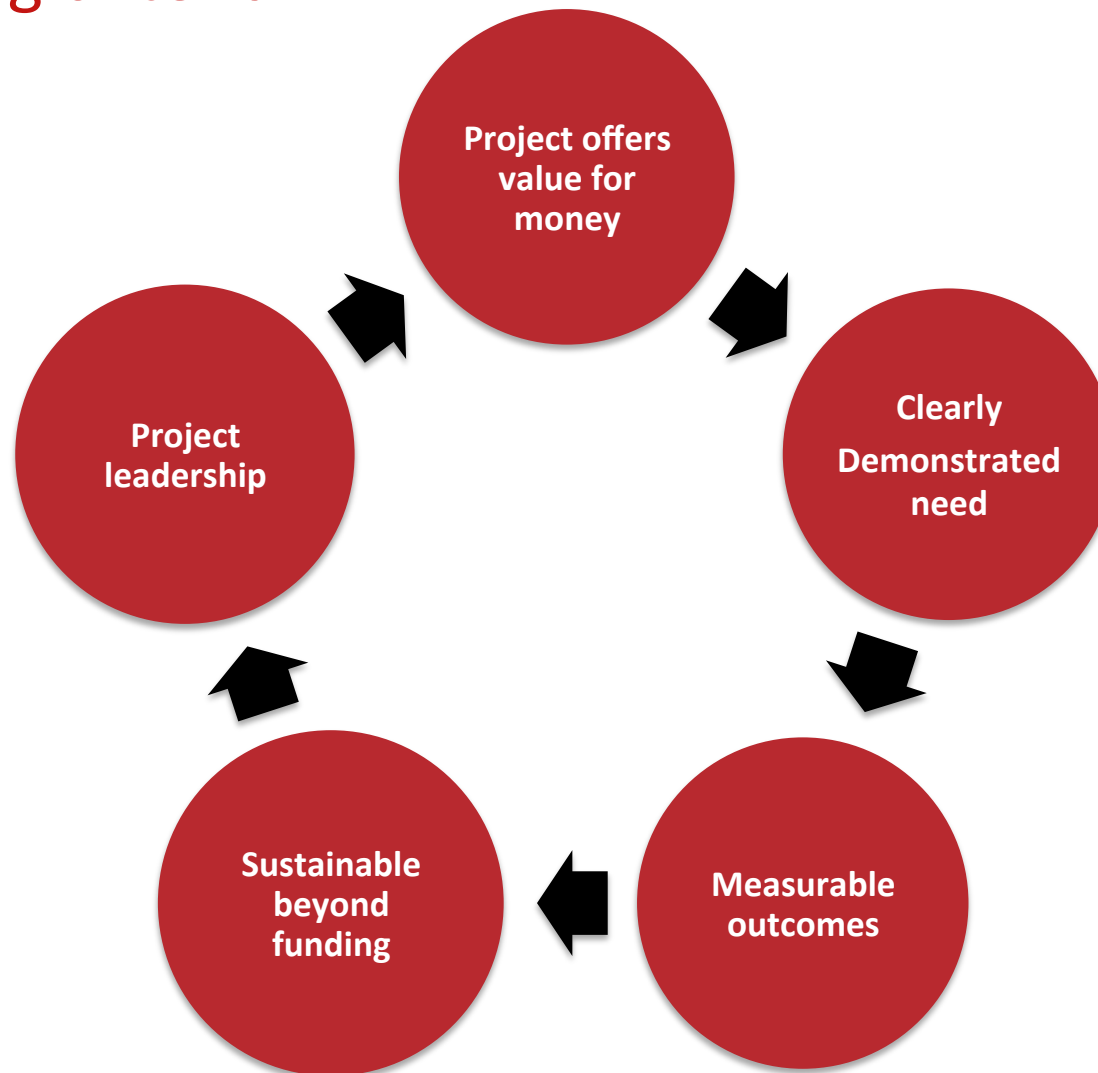 Project offers
value for
money
Clearly
Demonstrated
need
Measurable
outcomes
Sustainable
beyond
funding
Project
leadership